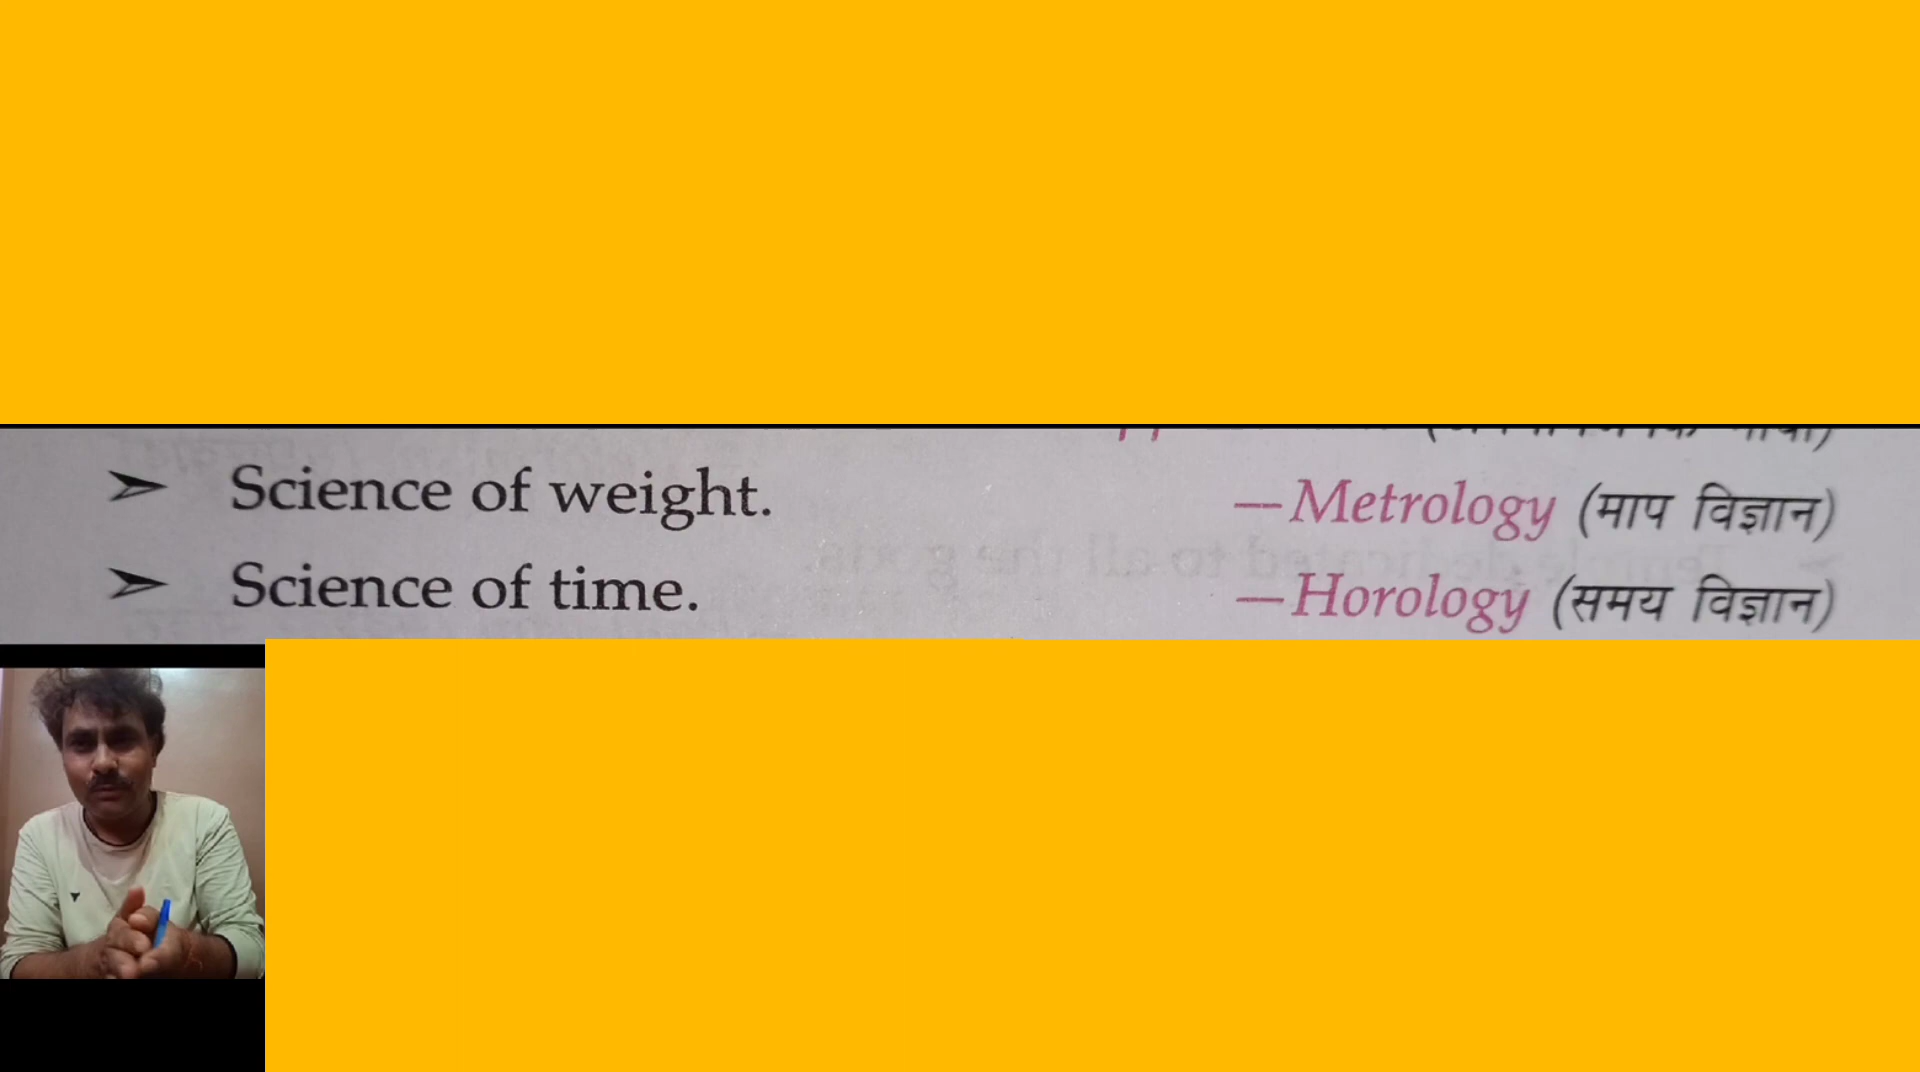 ➢ Science of weight. —Metrology (माप विज्ञान)
➢ Science of time. —Horology (समय विज्ञान)